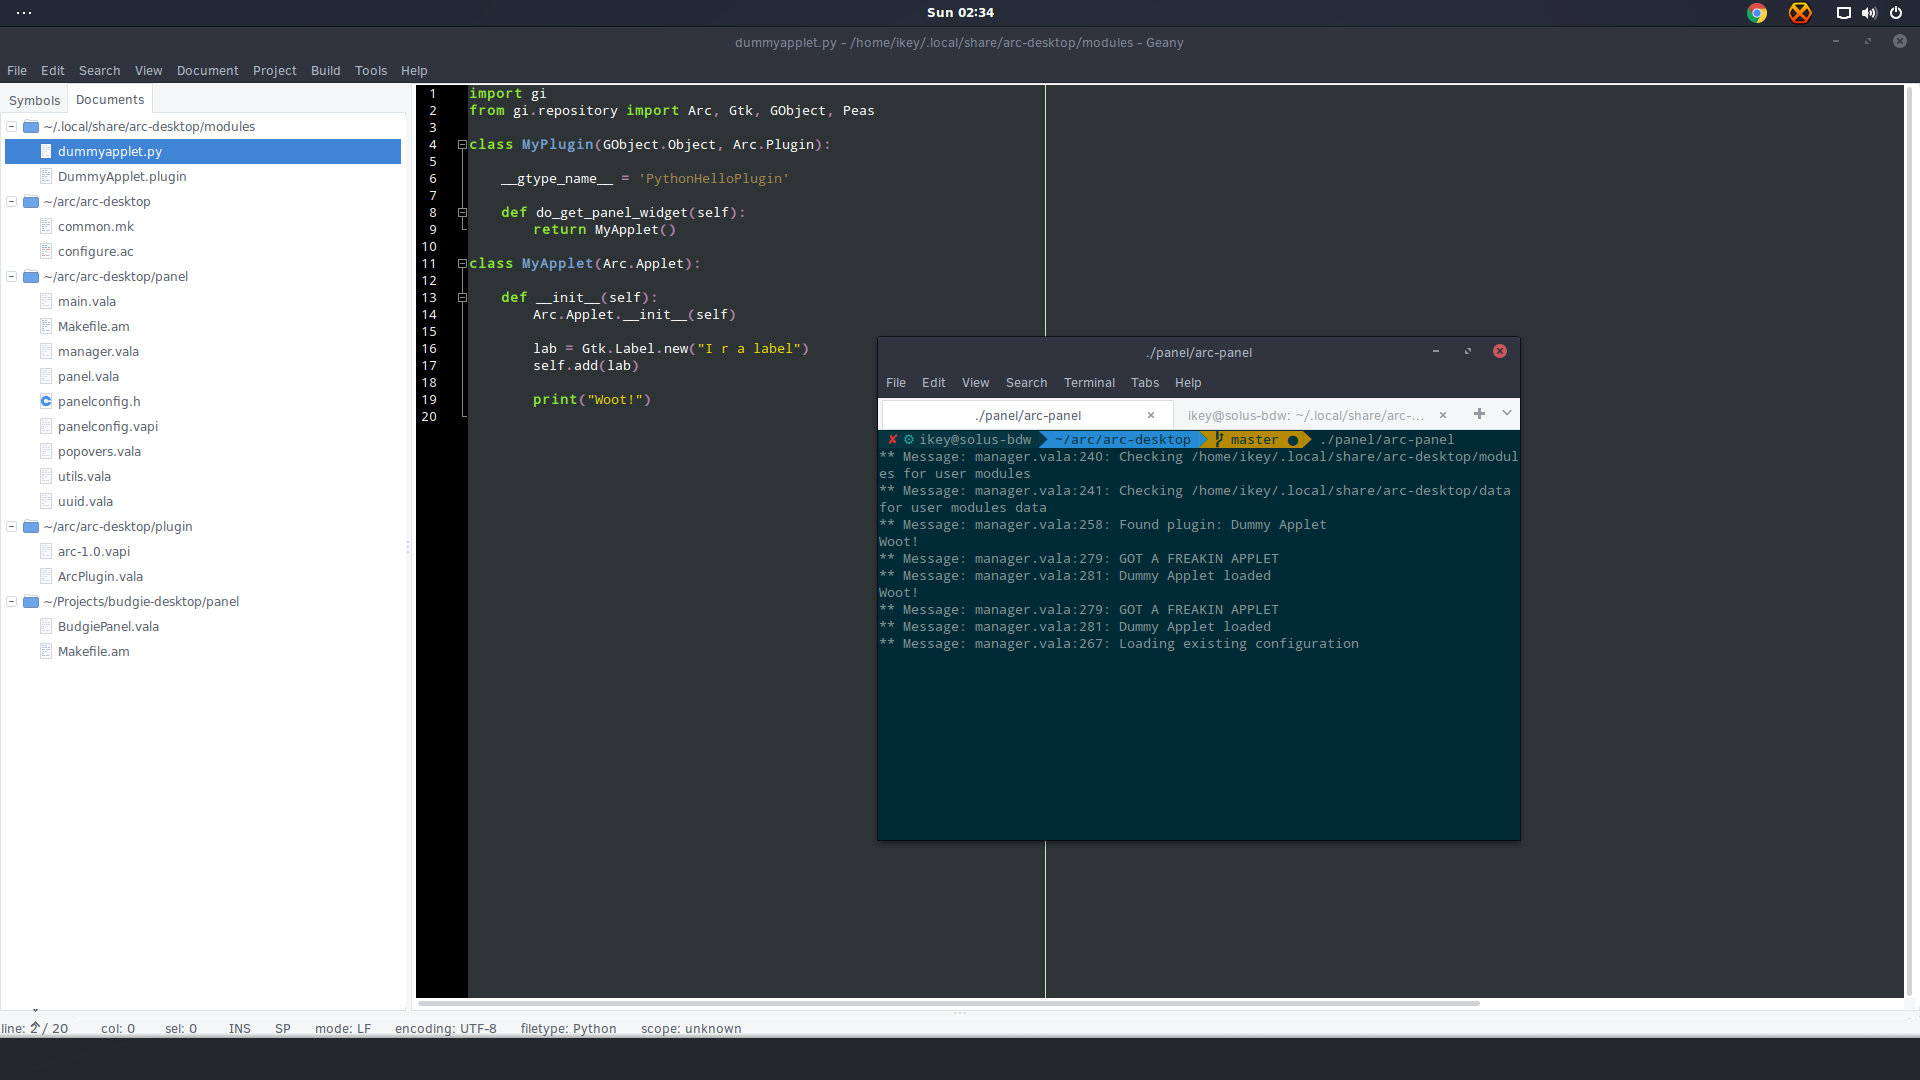 Sun 02:34
dummyapplet.py - /home/ikey/.local/share/arc-desktop/modules - Geany
File Edit Search View Document Project Build Tools Help
Symbols Documents
~/.local/share/arc-desktop/modules
dummyapplet.py
DummyApplet.plugin
~/arc/arc-desktop
common.mk
configure.ac
~/arc/arc-desktop/panel
main.vala
Makefile.am
manager.vala
panel.vala
panelconfig.h
panelconfig.vapi
popovers.vala
utils.vala
uuid.vala
~/arc/arc-desktop/plugin
arc-1.0.vapi
ArcPlugin.vala
~/Projects/budgie-desktop/panel
BudgiePanel.vala
Makefile.am
1 import gi
2 from gi.repository import Arc, Gtk, GObject, Peas
3
4 class MyPlugin(GObject.Object, Arc.Plugin):
5
6 __gtype_name__ = 'PythonHelloPlugin'
7
8 def do_get_panel_widget(self):
9 return MyApplet()
10
11 class MyApplet(Arc.Applet):
12
13 def __init__(self):
14 Arc.Applet.__init__(self)
15
16 lab = Gtk.Label.new("I r a label")
17 self.add(lab)
18
19 print("Woot!")
20
./panel/arc-panel
File Edit View Search Terminal Tabs Help
./panel/arc-panel × ikey@solus-bdw: ~/.local/share/arc-... ×
✘ ⚙ ikey@solus-bdw ~/arc/arc-desktop master ● ./panel/arc-panel
** Message: manager.vala:240: Checking /home/ikey/.local/share/arc-desktop/modul
es for user modules
** Message: manager.vala:241: Checking /home/ikey/.local/share/arc-desktop/data
for user modules data
** Message: manager.vala:258: Found plugin: Dummy Applet
Woot!
** Message: manager.vala:279: GOT A FREAKIN APPLET
** Message: manager.vala:281: Dummy Applet loaded
Woot!
** Message: manager.vala:279: GOT A FREAKIN APPLET
** Message: manager.vala:281: Dummy Applet loaded
** Message: manager.vala:267: Loading existing configuration
line: 2 / 20 col: 0 sel: 0 INS SP mode: LF encoding: UTF-8 filetype: Python scope: unknown